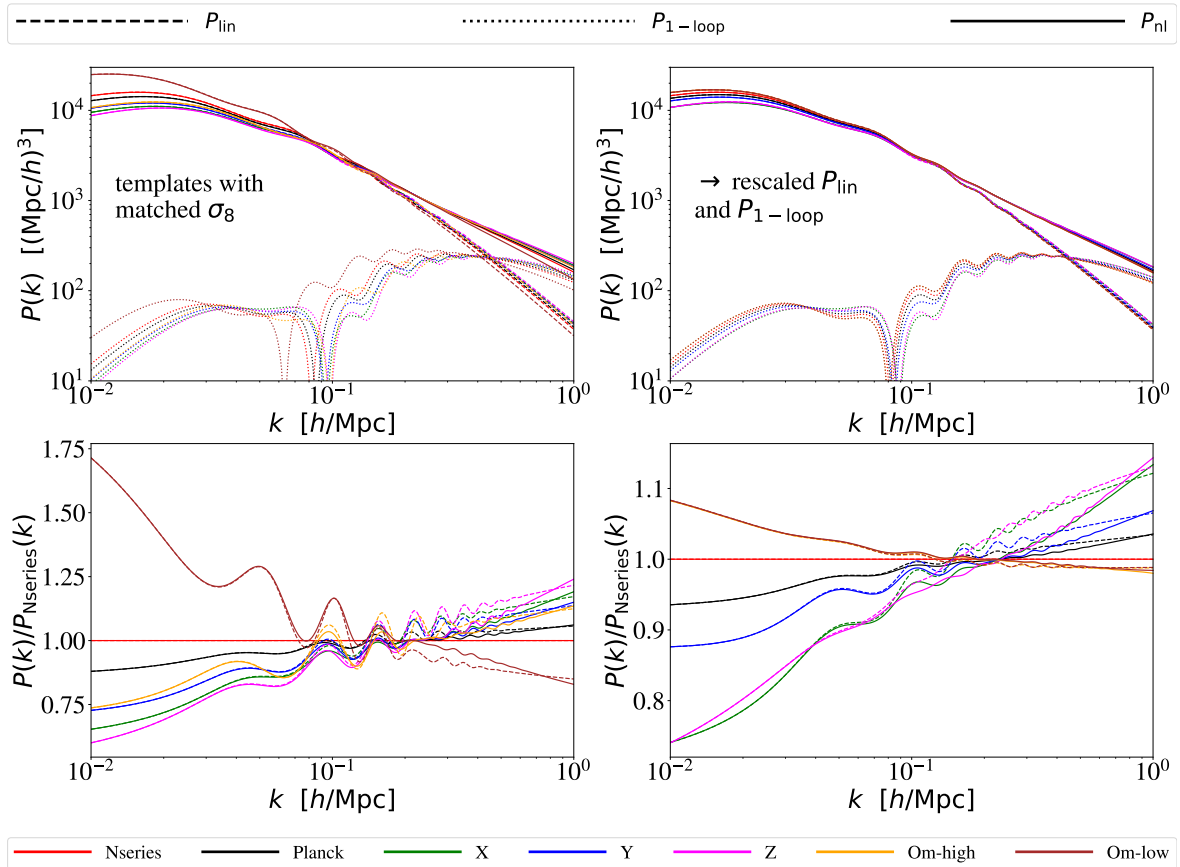 P_lin P_1−loop P_nl
10^4
10^3
10^2
10^1
P(k) [(Mpc/h)^3]
templates with
matched σ_8
10^−2 10^−1 10^0
k [h/Mpc]
10^4
10^3
10^2
10^1
P(k) [(Mpc/h)^3]
→ rescaled P_lin
and P_1−loop
10^−2 10^−1 10^0
k [h/Mpc]
1.75
1.50
1.25
1.00
0.75
P(k)/P_Nseries(k)
10^−2 10^−1 10^0
k [h/Mpc]
1.1
1.0
0.9
0.8
P(k)/P_Nseries(k)
10^−2 10^−1 10^0
k [h/Mpc]
Nseries Planck X Y Z Om-high Om-low